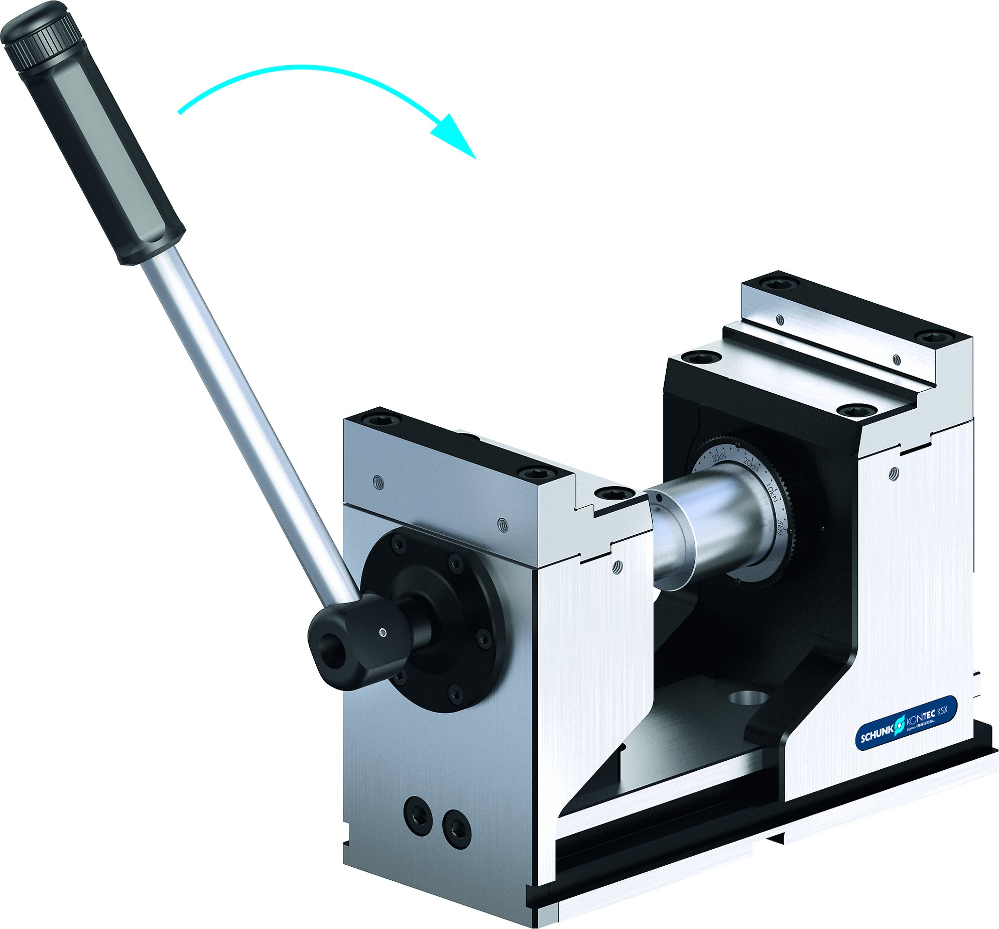 30kN
20kN
10kN
5kN
SCHUNK KONTEC KSX
System GRESSEL